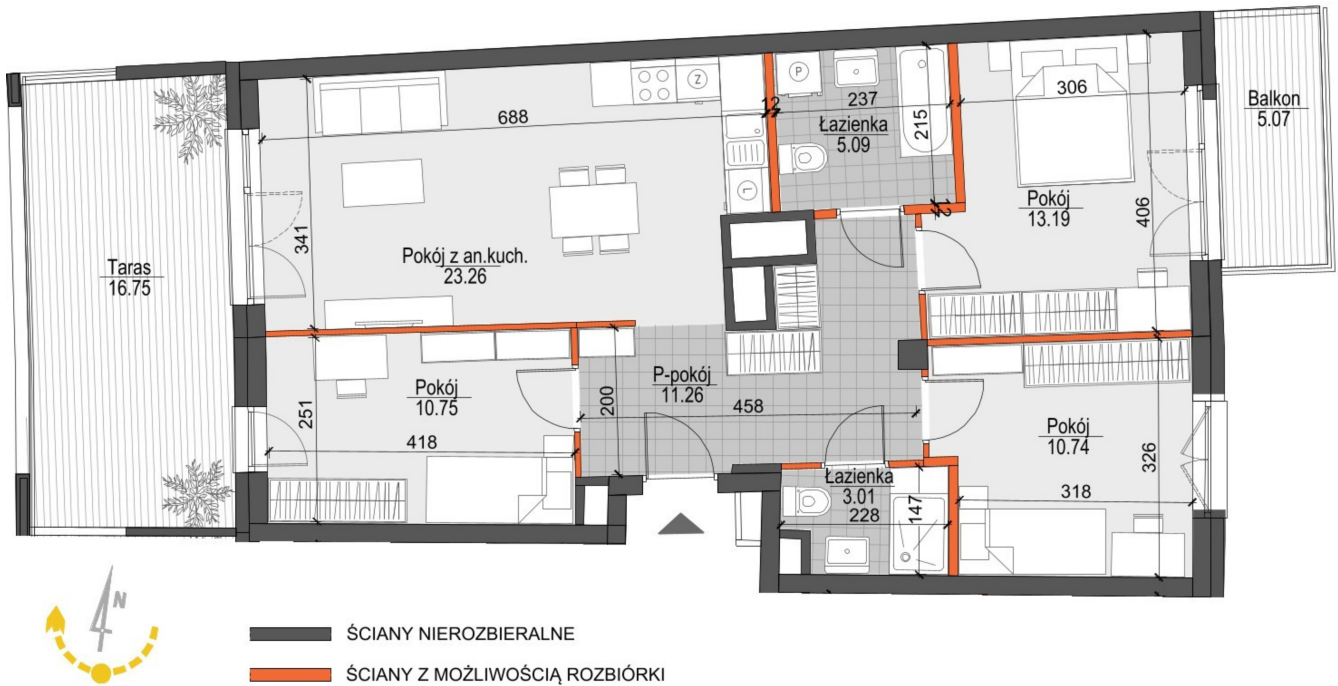 688
12
237
306
Balkon
5.07
P
Z
L
Łazienka
5.09
215
12
Pokój
13.19
406
341
Pokój z an.kuch.
23.26
Taras
16.75
Pokój
10.75
251
418
P-pokój
11.26
200
458
Pokój
10.74
326
318
Łazienka
3.01
228
147
N
ŚCIANY NIEROZBIERALNE
ŚCIANY Z MOŻLIWOŚCIĄ ROZBIÓRKI